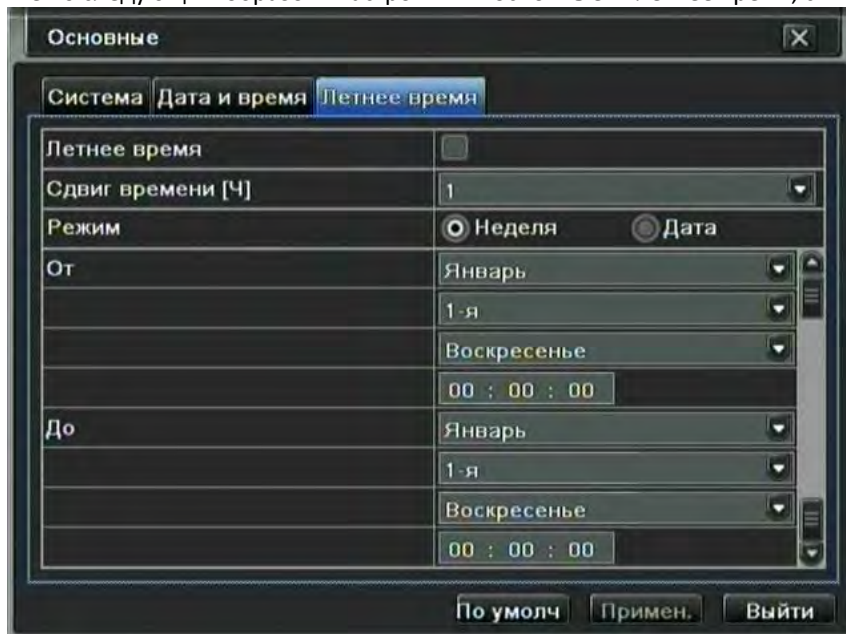 Основные
Система Дата и время Летнее время
Летнее время
Сдвиг времени [Ч] 1
Режим Неделя Дата
От Январь
1-я
Воскресенье
00 : 00 : 00
До Январь
1-я
Воскресенье
00 : 00 : 00
По умолч Примен. Выйти